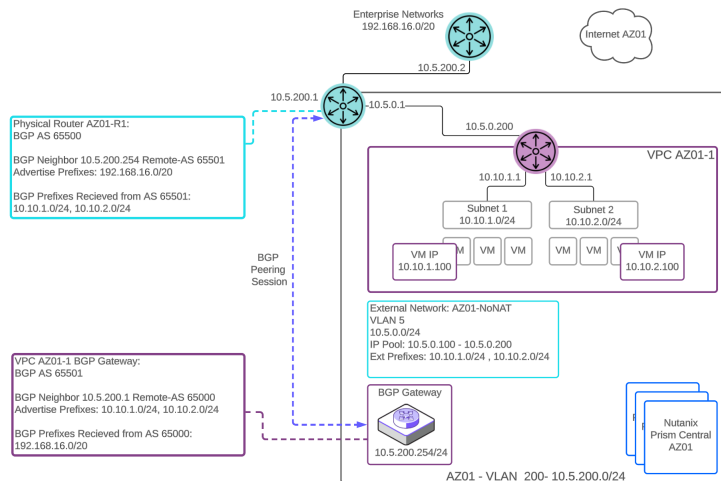 Enterprise Networks
192.168.16.0/20
Internet AZ01
10.5.200.2
10.5.200.1
10.5.0.1
10.5.0.200
Physical Router AZ01-R1:
BGP AS 65500
BGP Neighbor 10.5.200.254 Remote-AS 65501
Advertise Prefixes: 192.168.16.0/20
BGP Prefixes Recieved from AS 65501:
10.10.1.0/24, 10.10.2.0/24
VPC AZ01-1
10.10.1.1
10.10.2.1
Subnet 1
10.10.1.0/24
Subnet 2
10.10.2.0/24
VM
VM
VM
VM
VM IP
10.10.1.100
VM IP
10.10.2.100
BGP
Peering
Session
External Network: AZ01-NoNAT
VLAN 5
10.5.0.0/24
IP Pool: 10.5.0.100 - 10.5.0.200
Ext Prefixes: 10.10.1.0/24 , 10.10.2.0/24
VPC AZ01-1 BGP Gateway:
BGP AS 65501
BGP Neighbor 10.5.200.1 Remote-AS 65000
Advertise Prefixes: 10.10.1.0/24, 10.10.2.0/24
BGP Prefixes Recieved from AS 65000:
192.168.16.0/20
BGP Gateway
10.5.200.254/24
Nutanix
Prism Central
AZ01
AZ01 - VLAN 200- 10.5.200.0/24